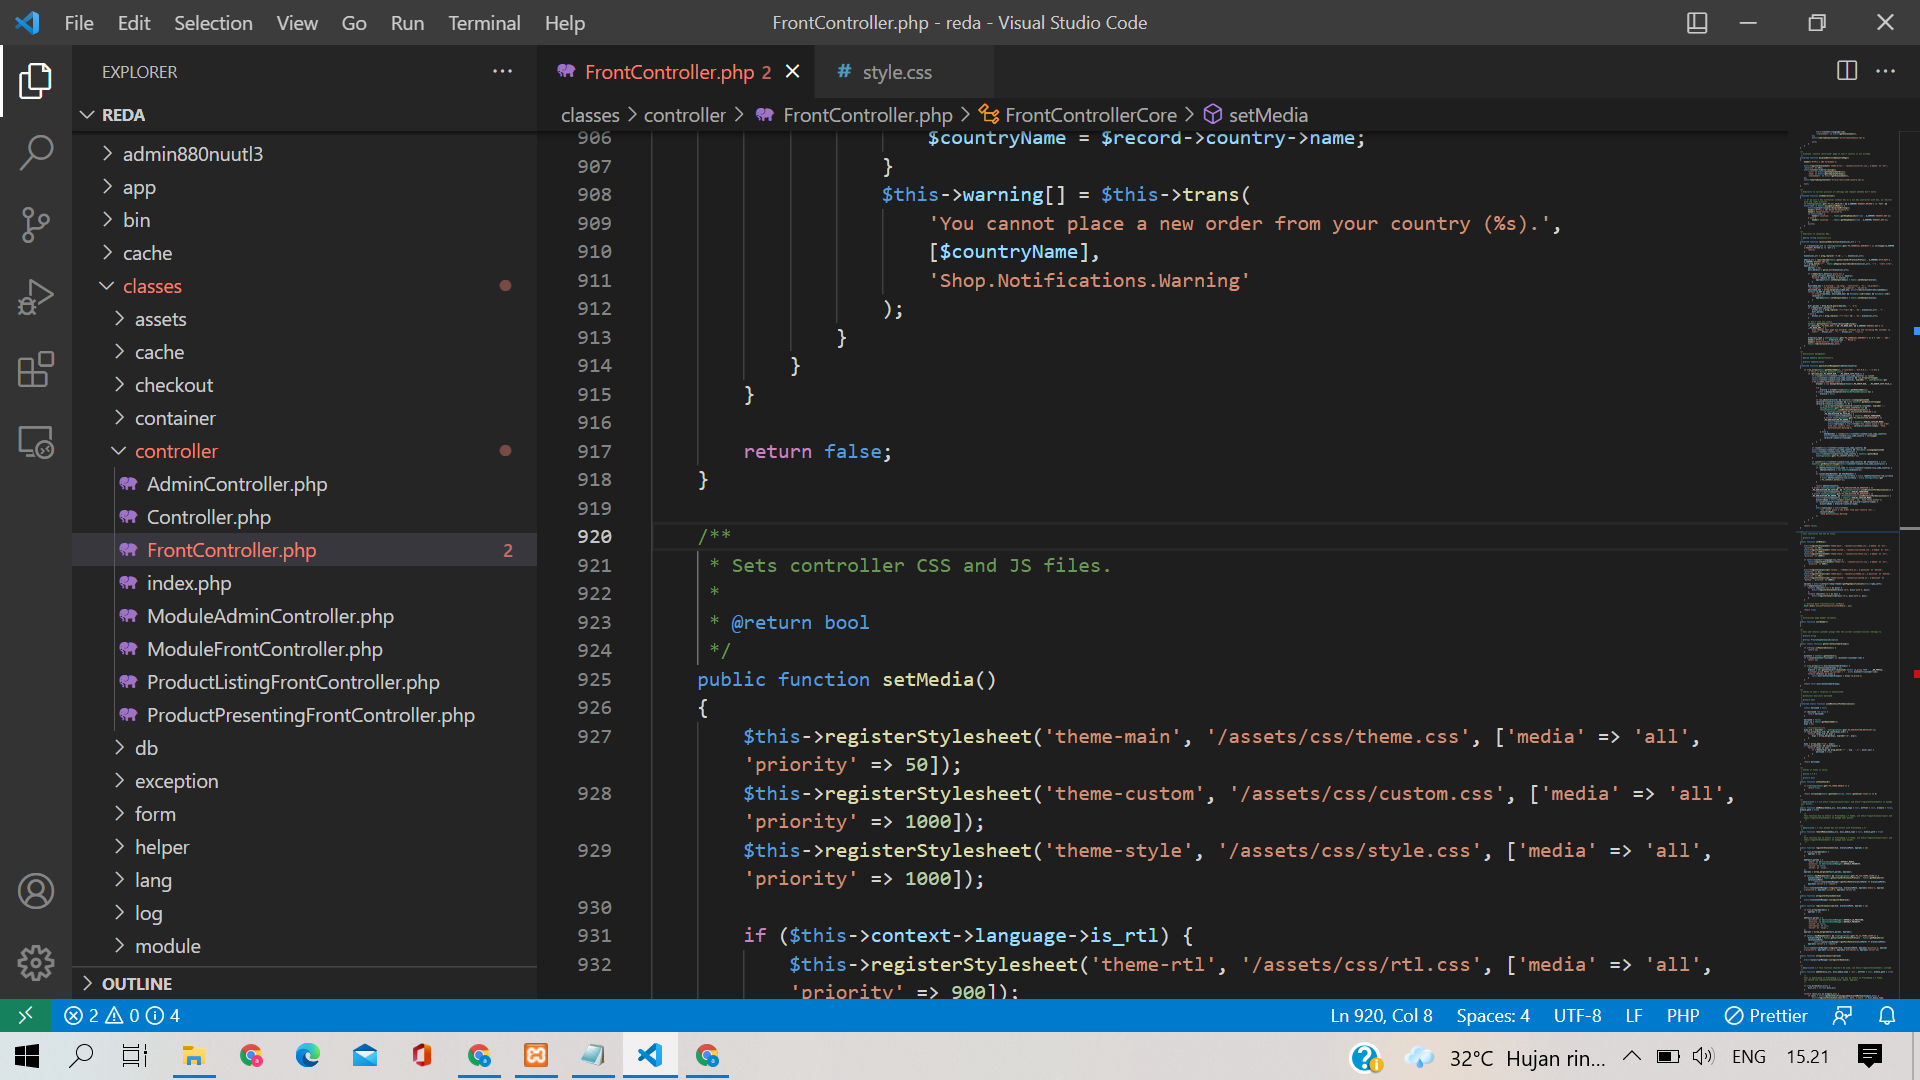 File Edit Selection View Go Run Terminal Help
FrontController.php - reda - Visual Studio Code
EXPLORER
REDA
admin880nuutl3
app
bin
cache
classes
assets
cache
checkout
container
controller
AdminController.php
Controller.php
FrontController.php 2
index.php
ModuleAdminController.php
ModuleFrontController.php
ProductListingFrontController.php
ProductPresentingFrontController.php
db
exception
form
helper
lang
log
module
OUTLINE
FrontController.php 2
# style.css
classes > controller > FrontController.php > FrontControllerCore > setMedia
906 $countryName = $record->country->name;
907 }
908 $this->warning[] = $this->trans(
909 'You cannot place a new order from your country (%s).',
910 [$countryName],
911 'Shop.Notifications.Warning'
912 );
913 }
914 }
915 }
916
917 return false;
918 }
919
920 /**
921 * Sets controller CSS and JS files.
922 *
923 * @return bool
924 */
925 public function setMedia()
926 {
927 $this->registerStylesheet('theme-main', '/assets/css/theme.css', ['media' => 'all',
'priority' => 50]);
928 $this->registerStylesheet('theme-custom', '/assets/css/custom.css', ['media' => 'all',
'priority' => 1000]);
929 $this->registerStylesheet('theme-style', '/assets/css/style.css', ['media' => 'all',
'priority' => 1000]);
930
931 if ($this->context->language->is_rtl) {
932 $this->registerStylesheet('theme-rtl', '/assets/css/rtl.css', ['media' => 'all',
'priority' => 900]);
2 0 4
Ln 920, Col 8 Spaces: 4 UTF-8 LF PHP Prettier
32°C Hujan rin... ENG 15.21